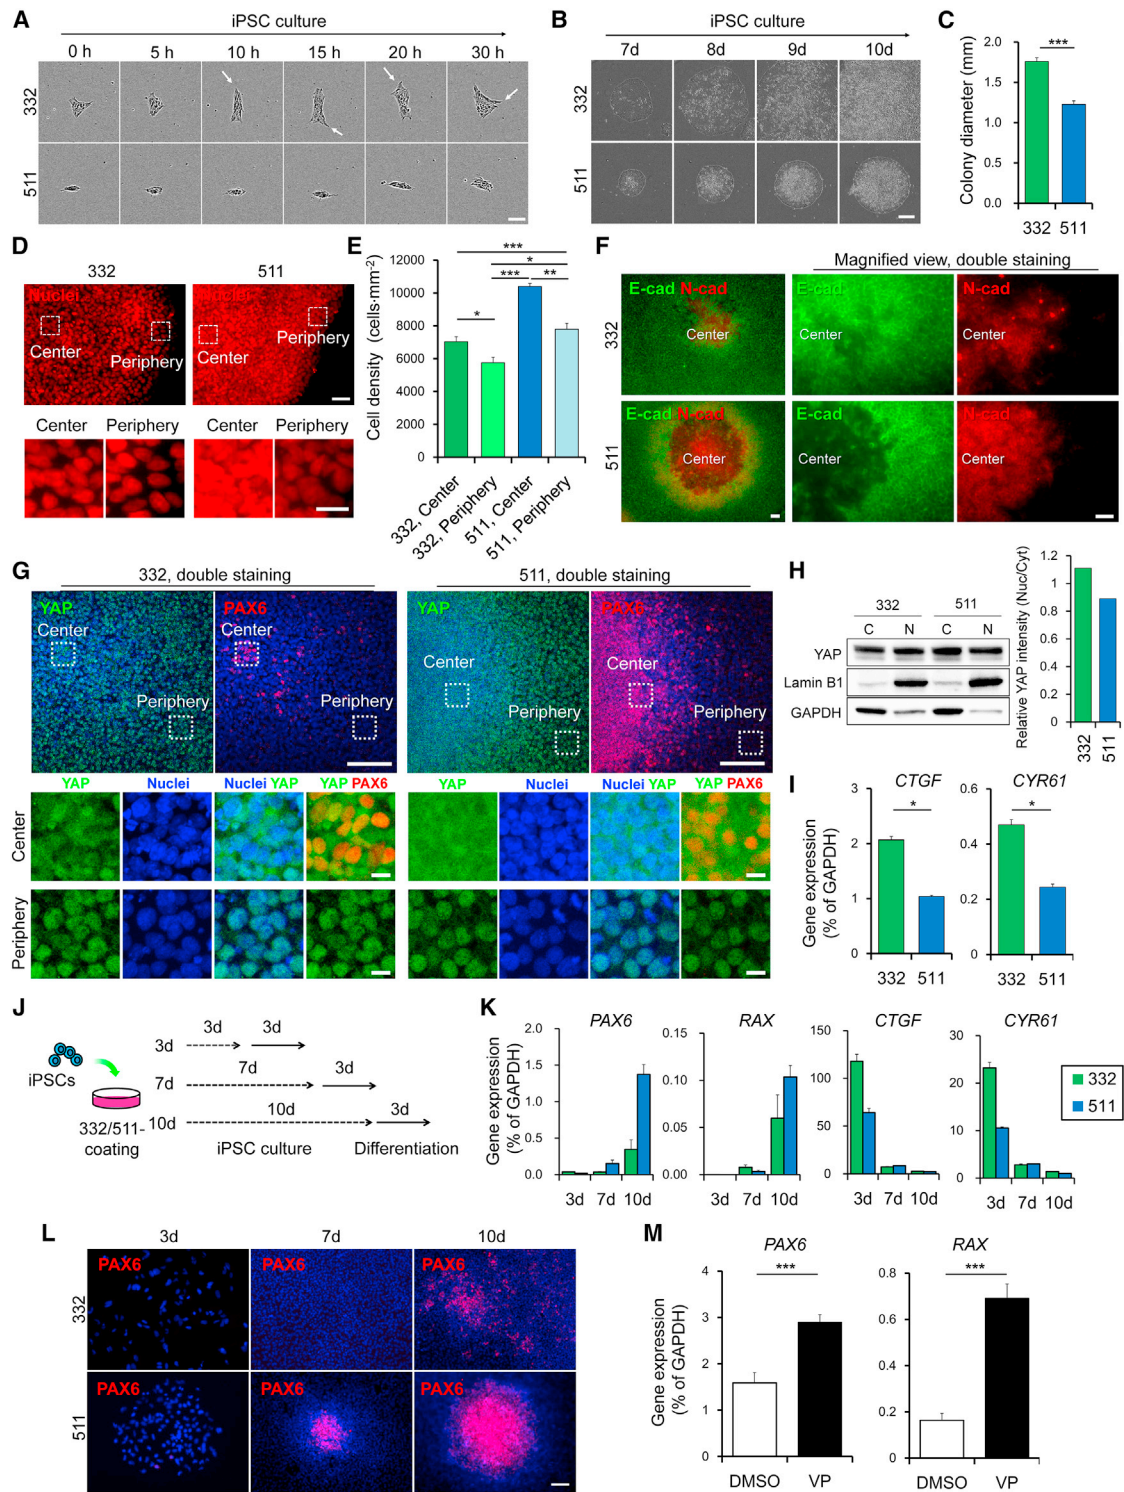 A
iPSC culture
0 h 5 h 10 h 15 h 20 h 30 h
332
511
B
iPSC culture
7d 8d 9d 10d
332
511
C
Colony diameter (mm)
2.0
1.5
1.0
0.5
0.0
***
332 511
D
332 511
Nuclei Nuclei
Center Periphery Center Periphery
Center Periphery Center Periphery
E
Cell density (cells·mm⁻²)
12000
10000
8000
6000
4000
2000
0
***
*
*** **
*
332, Center
332, Periphery
511, Center
511, Periphery
F
Magnified view, double staining
332
E-cad N-cad E-cad N-cad
Center Center Center
511
E-cad N-cad E-cad N-cad
Center Center Center
G
332, double staining 511, double staining
YAP PAX6 YAP PAX6
Center Center Center Center
Periphery Periphery Periphery Periphery
YAP Nuclei Nuclei YAP YAP PAX6 YAP Nuclei Nuclei YAP YAP PAX6
Center
Periphery
H
332 511
C N C N
YAP
Lamin B1
GAPDH
Relative YAP intensity (Nuc/Cyt)
1.2
1
0.8
0.6
0.4
0.2
0
332 511
I
CTGF CYR61
Gene expression
(% of GAPDH)
3
2
1
0
*
332 511
0.6
0.4
0.2
0.0
*
332 511
J
iPSCs
332/511-
coating
3d 3d 3d
7d 7d 3d
10d 10d 3d
iPSC culture Differentiation
K
PAX6 RAX CTGF CYR61
Gene expression
(% of GAPDH)
2.0
1.5
1.0
0.5
0.0
3d 7d 10d
0.15
0.10
0.05
0.00
3d 7d 10d
150
100
50
0
3d 7d 10d
30
20
10
0
3d 7d 10d
332
511
L
3d 7d 10d
332
PAX6 PAX6 PAX6
511
PAX6 PAX6 PAX6
M
PAX6 RAX
Gene expression
(% of GAPDH)
4
3
2
1
0
***
DMSO VP
0.8
0.6
0.4
0.2
0
***
DMSO VP